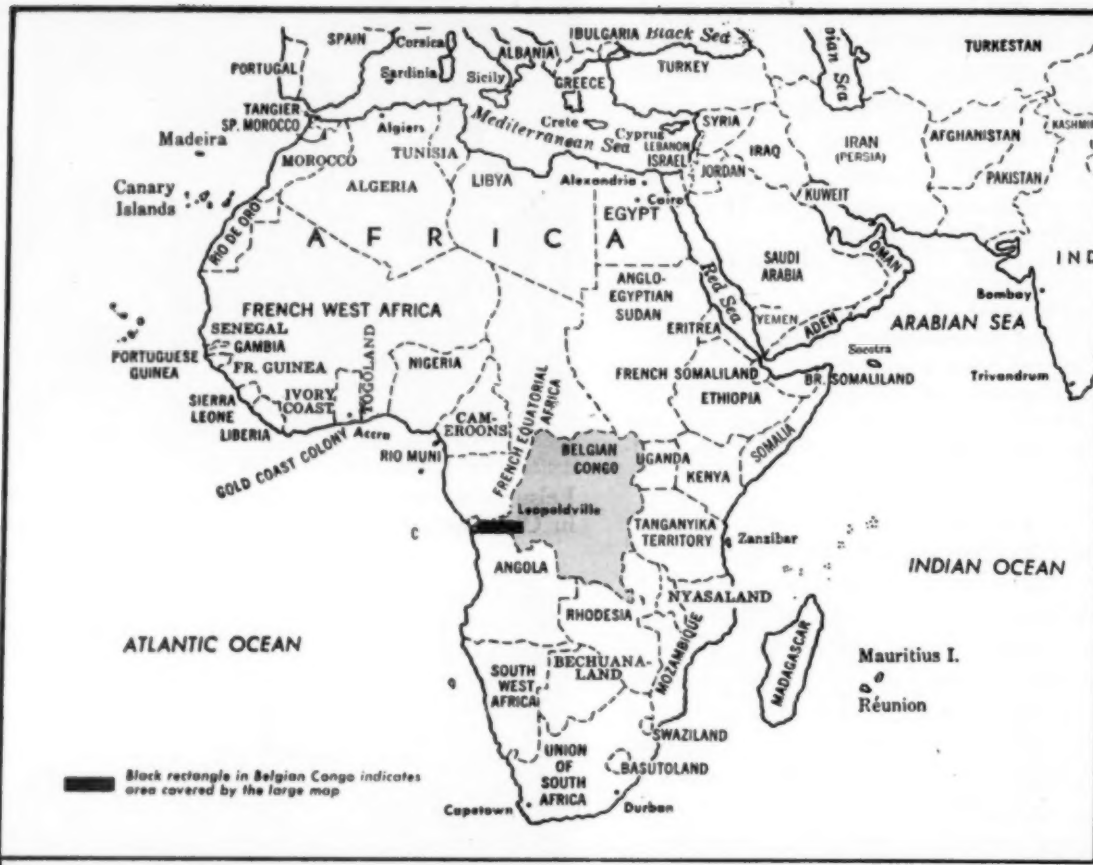 SPAIN
Corsica
ALBANIA
BULGARIA
Black Sea
TURKESTAN
PORTUGAL
Sardinia
Sicily
GREECE
TURKEY
Sea
TANGIER
SP. MOROCCO
Algiers
Mediterranean Sea
Crete
Cyprus
SYRIA
LEBANON
ISRAEL
IRAQ
IRAN
(PERSIA)
AFGHANISTAN
KASHMIR
Madeira
MOROCCO
TUNISIA
JORDAN
PAKISTAN
Canary
Islands
ALGERIA
LIBYA
Alexandria
Cairo
KUWEIT
RIO DE ORO
EGYPT
AFRICA
SAUDI
ARABIA
OMAN
IND
ANGLO-
EGYPTIAN
SUDAN
Red Sea
Bombay
FRENCH WEST AFRICA
ERITREA
YEMEN
ADEN
ARABIAN SEA
SENEGAL
GAMBIA
PORTUGUESE
GUINEA
FR. GUINEA
TOGOLAND
NIGERIA
FRENCH SOMALILAND
Socotra
BR. SOMALILAND
Trivandrum
SIERRA
LEONE
IVORY
COAST
LIBERIA
CAM-
EROONS
FRENCH EQUATORIAL
AFRICA
ETHIOPIA
SOMALIA
GOLD COAST COLONY
Accra
RIO MUNI
BELGIAN
CONGO
UGANDA
KENYA
Leopoldville
C
TANGANYIKA
TERRITORY
Zanzibar
ANGOLA
INDIAN OCEAN
NYASALAND
RHODESIA
ATLANTIC OCEAN
MOZAMBIQUE
MADAGASCAR
SOUTH
WEST
AFRICA
BECHUANA-
LAND
Mauritius I.
Réunion
SWAZILAND
UNION
OF
SOUTH
AFRICA
BASUTOLAND
Black rectangle in Belgian Congo indicates
area covered by the large map
Capetown
Durban